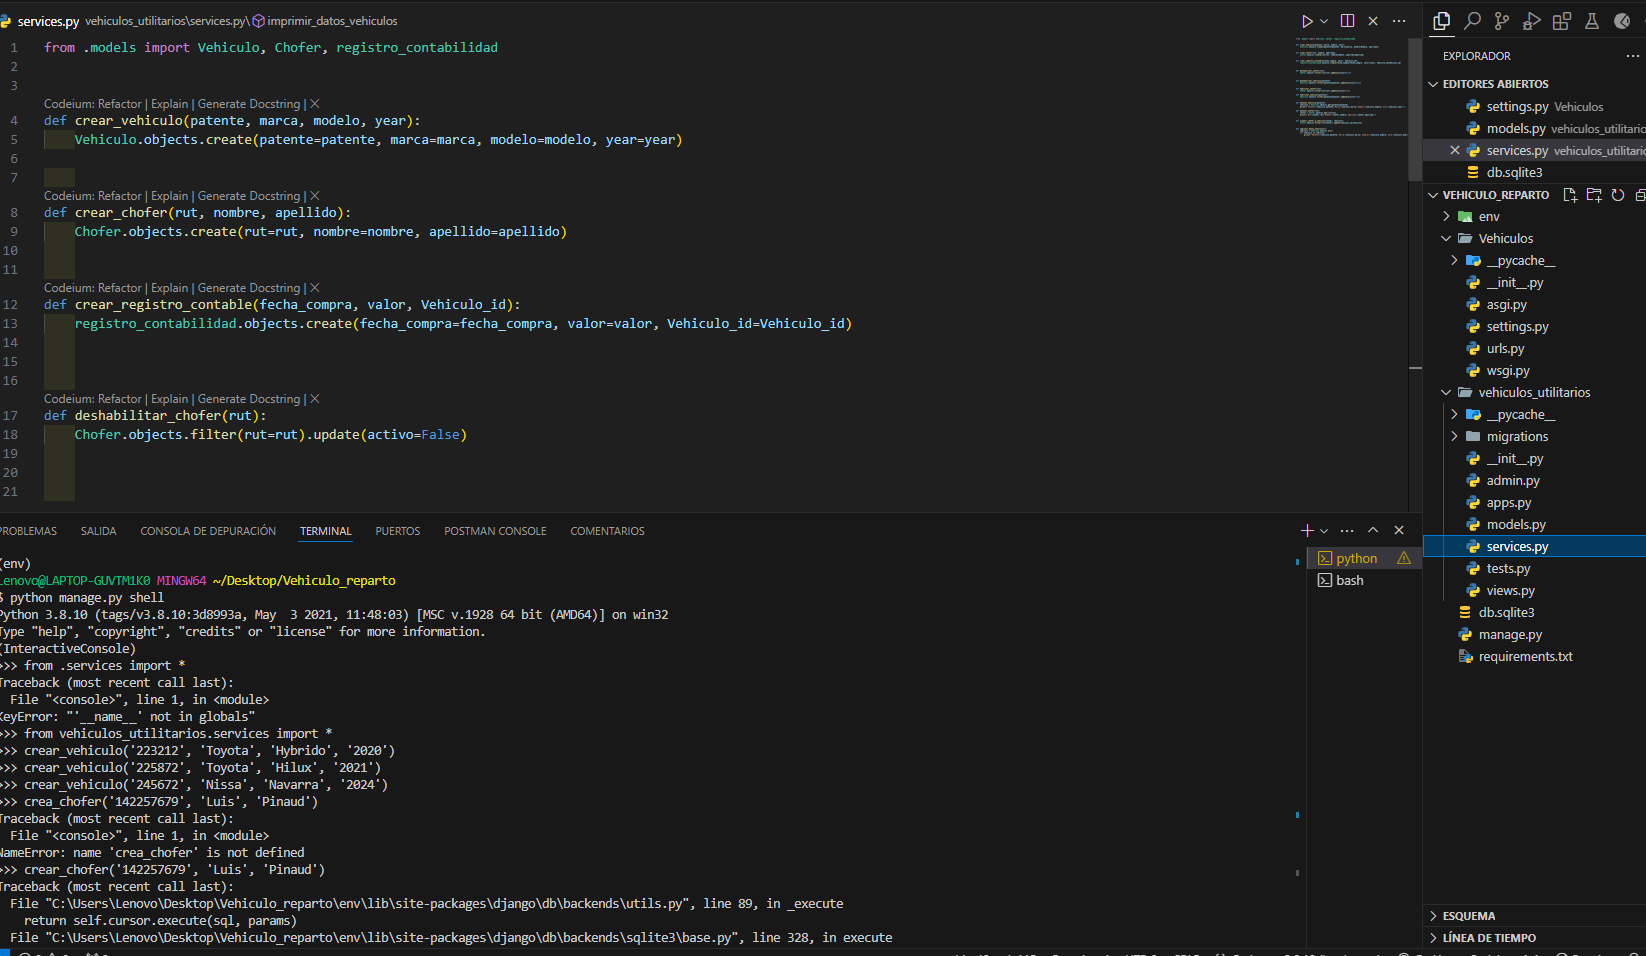 services.py vehiculos_utilitarios\services.py\ imprimir_datos_vehiculos
1 from .models import Vehiculo, Chofer, registro_contabilidad
2
3
Codeium: Refactor | Explain | Generate Docstring | X
4 def crear_vehiculo(patente, marca, modelo, year):
5 Vehiculo.objects.create(patente=patente, marca=marca, modelo=modelo, year=year)
6
7
Codeium: Refactor | Explain | Generate Docstring | X
8 def crear_chofer(rut, nombre, apellido):
9 Chofer.objects.create(rut=rut, nombre=nombre, apellido=apellido)
10
11
Codeium: Refactor | Explain | Generate Docstring | X
12 def crear_registro_contable(fecha_compra, valor, Vehiculo_id):
13 registro_contabilidad.objects.create(fecha_compra=fecha_compra, valor=valor, Vehiculo_id=Vehiculo_id)
14
15
16
Codeium: Refactor | Explain | Generate Docstring | X
17 def deshabilitar_chofer(rut):
18 Chofer.objects.filter(rut=rut).update(activo=False)
19
20
21
PROBLEMAS SALIDA CONSOLA DE DEPURACIÓN TERMINAL PUERTOS POSTMAN CONSOLE COMENTARIOS
(env)
Lenovo@LAPTOP-GUVTM1K0 MINGW64 ~/Desktop/Vehiculo_reparto
$ python manage.py shell
Python 3.8.10 (tags/v3.8.10:3d8993a, May  3 2021, 11:48:03) [MSC v.1928 64 bit (AMD64)] on win32
Type "help", "copyright", "credits" or "license" for more information.
(InteractiveConsole)
>>> from .services import *
Traceback (most recent call last):
File "<console>", line 1, in <module>
KeyError: "'__name__' not in globals"
>>> from vehiculos_utilitarios.services import *
>>> crear_vehiculo('223212', 'Toyota', 'Hybrido', '2020')
>>> crear_vehiculo('225872', 'Toyota', 'Hilux', '2021')
>>> crear_vehiculo('245672', 'Nissa', 'Navarra', '2024')
>>> crea_chofer('142257679', 'Luis', 'Pinaud')
Traceback (most recent call last):
File "<console>", line 1, in <module>
NameError: name 'crea_chofer' is not defined
>>> crear_chofer('142257679', 'Luis', 'Pinaud')
Traceback (most recent call last):
File "C:\Users\Lenovo\Desktop\Vehiculo_reparto\env\lib\site-packages\django\db\backends\utils.py", line 89, in _execute
return self.cursor.execute(sql, params)
File "C:\Users\Lenovo\Desktop\Vehiculo_reparto\env\lib\site-packages\django\db\backends\sqlite3\base.py", line 328, in execute
python
bash
EXPLORADOR
EDITORES ABIERTOS
settings.py Vehiculos
models.py vehiculos_utilitario
services.py vehiculos_utilitario
db.sqlite3
VEHICULO_REPARTO
env
Vehiculos
__pycache__
__init__.py
asgi.py
settings.py
urls.py
wsgi.py
vehiculos_utilitarios
__pycache__
migrations
__init__.py
admin.py
apps.py
models.py
services.py
tests.py
views.py
db.sqlite3
manage.py
requirements.txt
ESQUEMA
LÍNEA DE TIEMPO